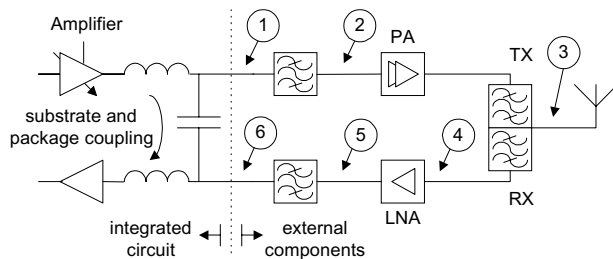 Amplifier
1
2
PA
TX
3
substrate and
package coupling
6
5
4
LNA
RX
integrated
circuit
external
components